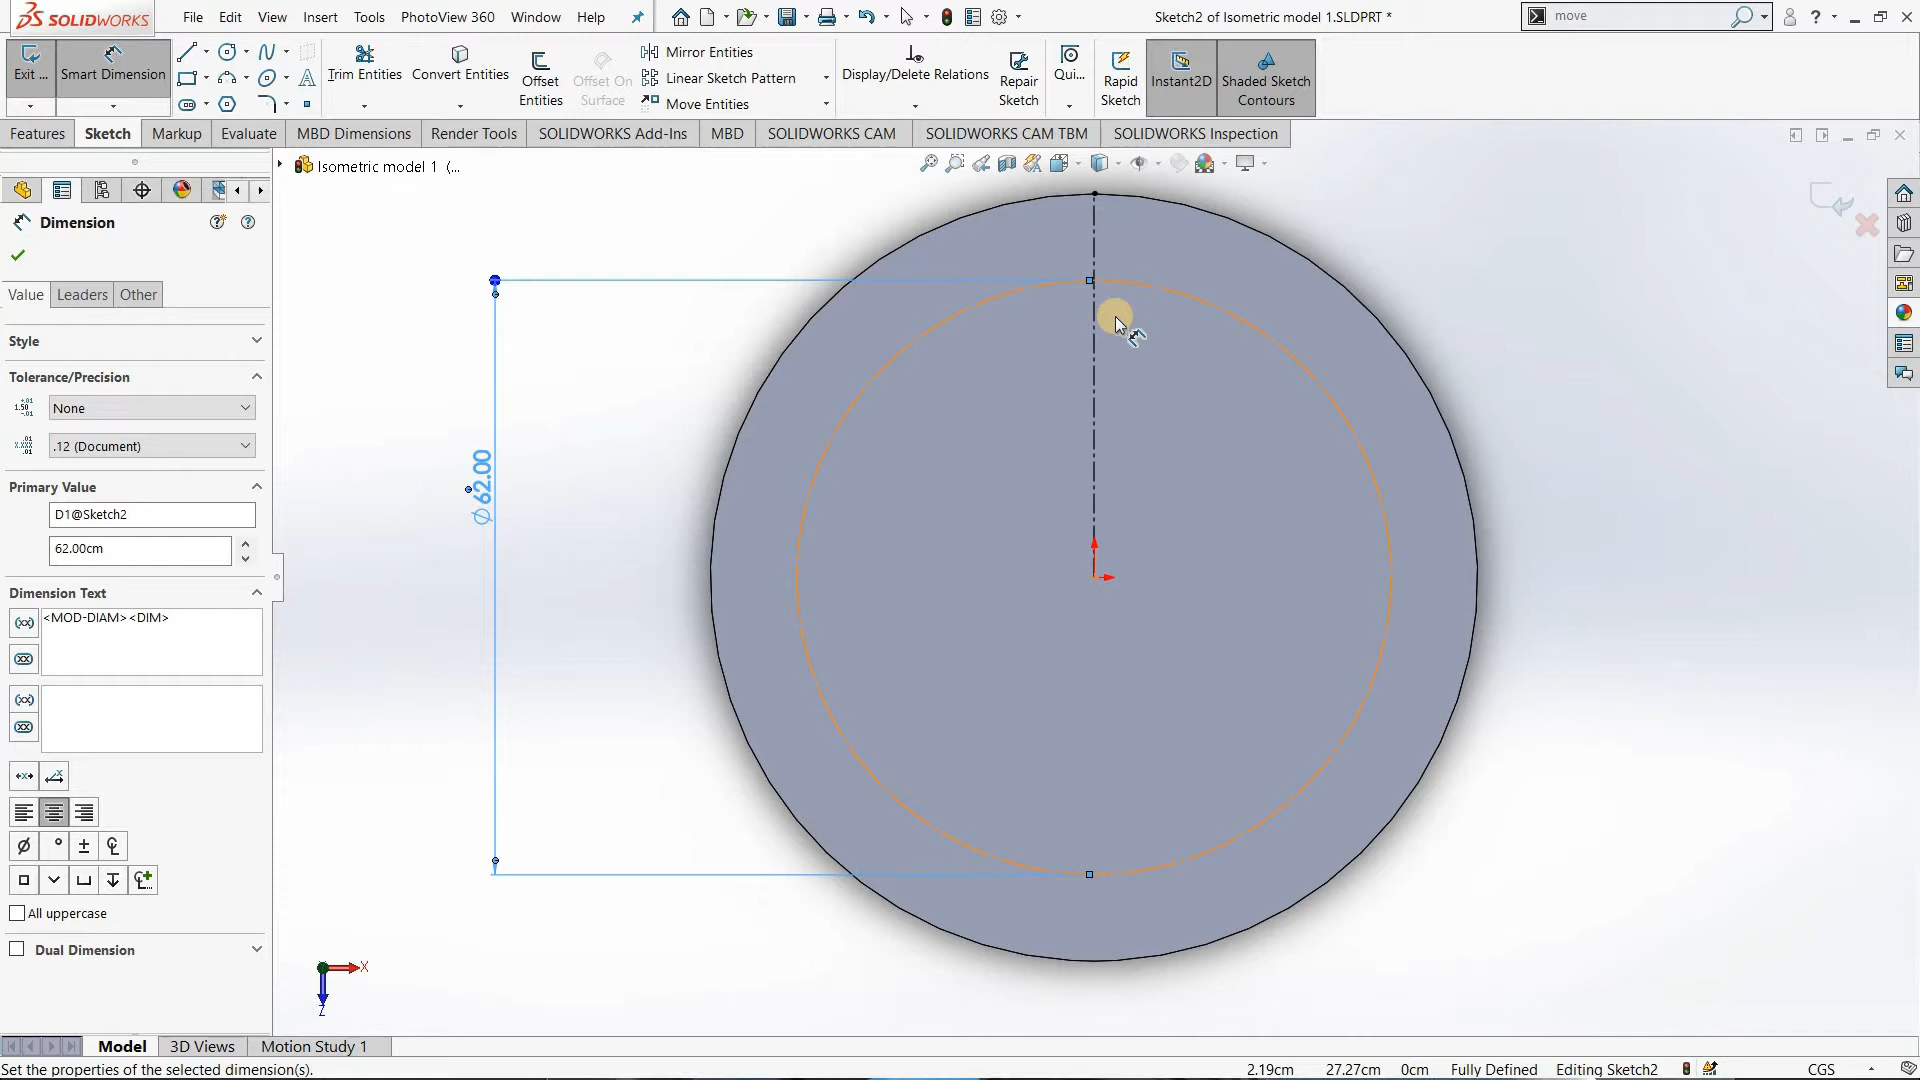 SOLIDWORKS File Edit View Insert Tools PhotoView 360 Window Help Sketch2 of Isometric model 1.SLDPRT * move
Exit ... Smart Dimension Trim Entities Convert Entities Offset Entities Offset On Surface Mirror Entities Linear Sketch Pattern Move Entities Display/Delete Relations Repair Sketch Qui... Rapid Sketch Instant2D Shaded Sketch Contours
Features Sketch Markup Evaluate MBD Dimensions Render Tools SOLIDWORKS Add-Ins MBD SOLIDWORKS CAM SOLIDWORKS CAM TBM SOLIDWORKS Inspection
Isometric model 1 (...
Dimension
Value Leaders Other
Style
Tolerance/Precision
None
.12 (Document)
Primary Value
D1@Sketch2
62.00cm
Dimension Text
<MOD-DIAM><DIM>
All uppercase
Dual Dimension
∅ 62.00
X
Z
Model 3D Views Motion Study 1
Set the properties of the selected dimension(s). 2.19cm 27.27cm 0cm Fully Defined Editing Sketch2 CGS